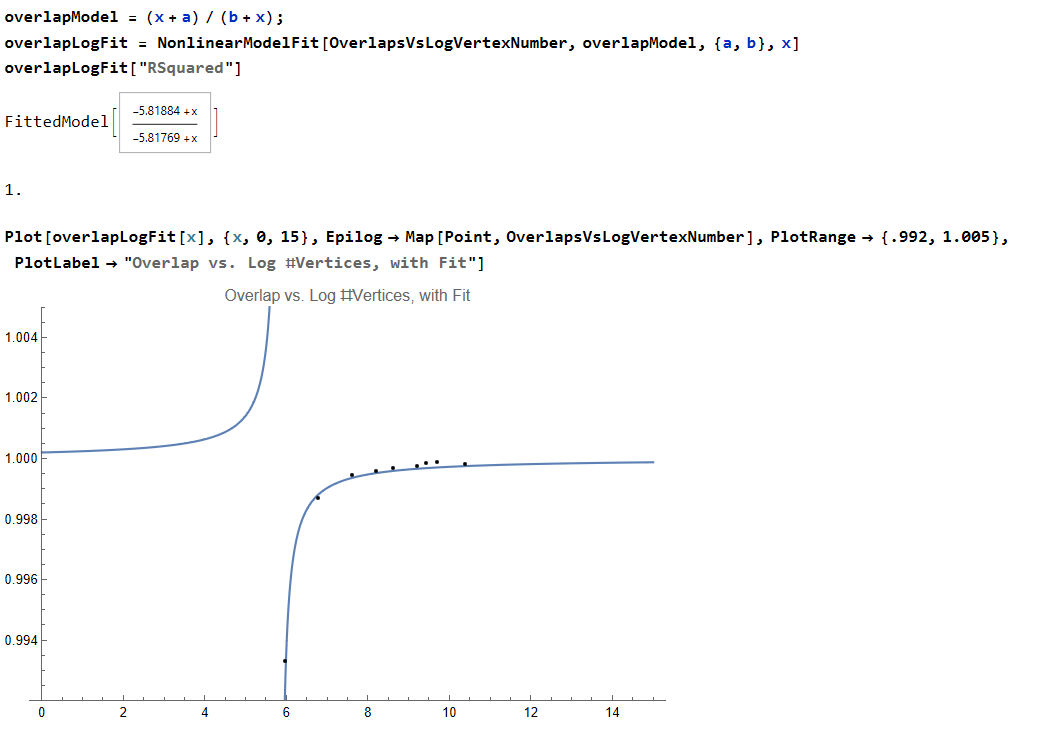 overlapModel = (x + a) / (b + x);
overlapLogFit = NonlinearModelFit[OverlapsVsLogVertexNumber, overlapModel, {a, b}, x]
overlapLogFit["RSquared"]
FittedModel[
-5.81884 + x
-5.81769 + x
]
1.
Plot[overlapLogFit[x], {x, 0, 15}, Epilog → Map[Point, OverlapsVsLogVertexNumber], PlotRange → {.992, 1.005},
PlotLabel → "Overlap vs. Log #Vertices, with Fit"]
Overlap vs. Log #Vertices, with Fit
1.004
1.002
1.000
0.998
0.996
0.994
0 2 4 6 8 10 12 14